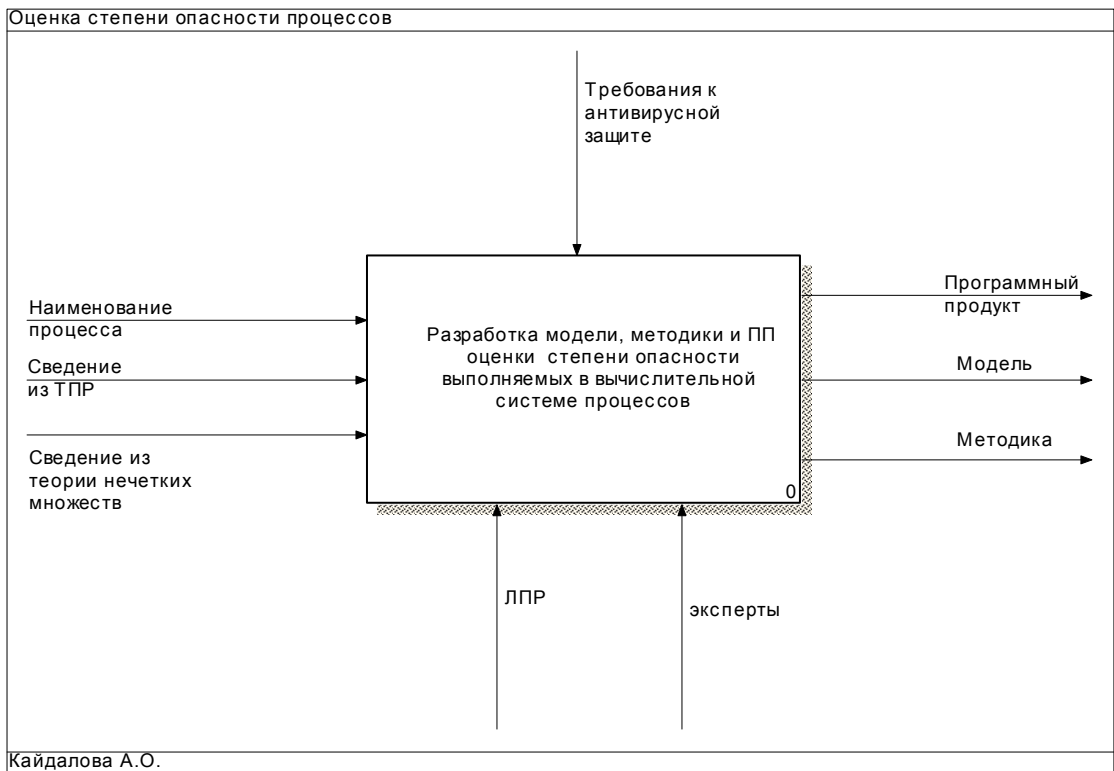 Оценка степени опасности процессов
Требования к
антивирусной
защите
Наименование
процесса
Сведение
из ТПР
Сведение из
теории нечетких
множеств
Разработка модели, методики и ПП
оценки степени опасности
выполняемых в вычислительной
системе процессов
0
Программный
продукт
Модель
Методика
ЛПР
эксперты
Кайдалова А.О.